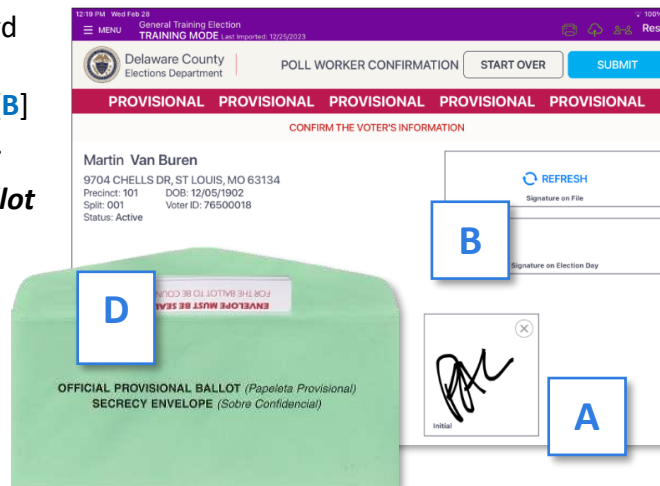 12:19 PM Wed Feb 28
100%
MENU
General Training Election
TRAINING MODE Last Imported: 12/25/2023
Delaware County
Elections Department
POLL WORKER CONFIRMATION
START OVER
SUBMIT
PROVISIONAL PROVISIONAL PROVISIONAL PROVISIONAL PROVISIONAL
CONFIRM THE VOTER'S INFORMATION
B]
lot
Martin Van Buren
9704 CHELLS DR, ST LOUIS, MO 63134
Precinct: 101 DOB: 12/05/1902
Split: 001 Voter ID: 76500018
Status: Active
REFRESH
Signature on File
B
Signature on Election Day
D
FOR THE BALLOT TO BE
ENVELOPE MUST BE
OFFICIAL PROVISIONAL BALLOT (Papeleta Provisional)
SECRECY ENVELOPE (Sobre Confidencial)
Initial
A